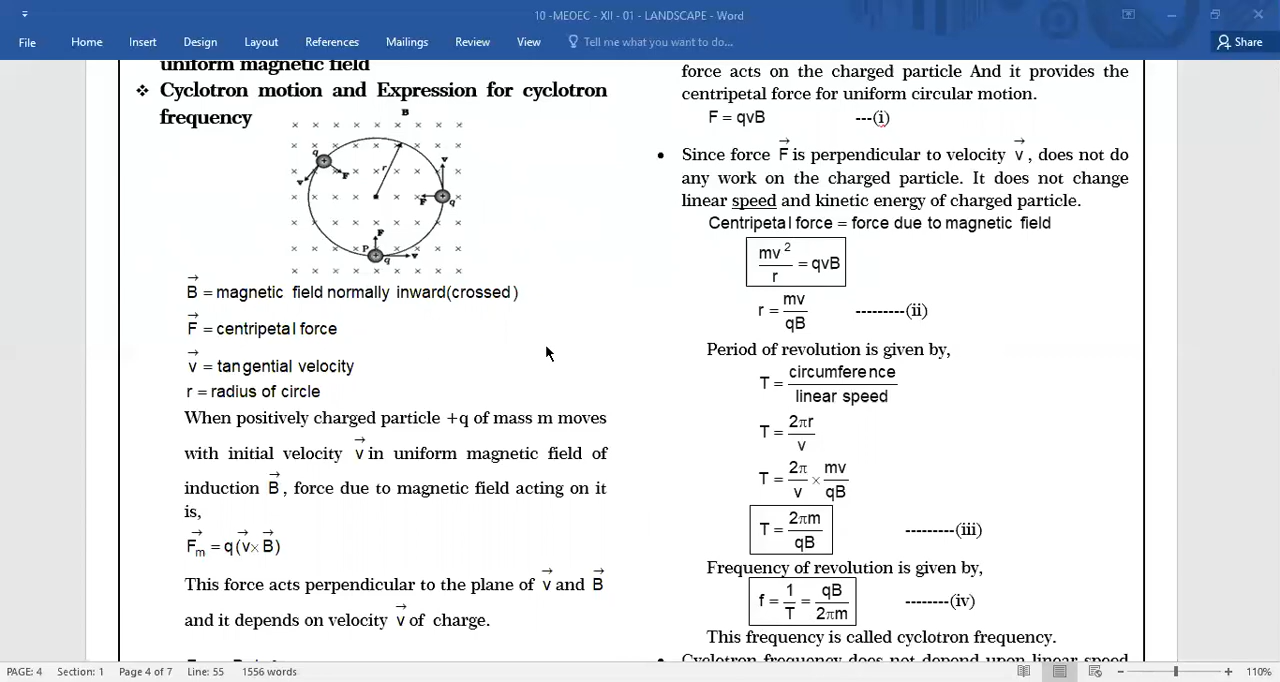 10 -MEOEC - XII - 01 - LANDSCAPE - Word
File Home Insert Design Layout References Mailings Review View Tell me what you want to do... Share
uniform magnetic field
❖ Cyclotron motion and Expression for cyclotron
frequency
B
q
r
v
v
F
F
q
F
P
q
v
B⃗ = magnetic field normally inward(crossed)
F⃗ = centripetal force
v⃗ = tangential velocity
r = radius of circle
When positively charged particle +q of mass m moves
with initial velocity v⃗ in uniform magnetic field of
induction B⃗, force due to magnetic field acting on it
is,
F⃗m = q(v⃗× B⃗)
This force acts perpendicular to the plane of v⃗ and B⃗
and it depends on velocity v⃗ of charge.
force acts on the charged particle And it provides the
centripetal force for uniform circular motion.
F = qvB ---(i)
• Since force F⃗ is perpendicular to velocity v⃗, does not do
any work on the charged particle. It does not change
linear speed and kinetic energy of charged particle.
Centripetal force = force due to magnetic field
mv²/r = qvB
r = mv/qB ---------(ii)
Period of revolution is given by,
T = circumference/linear speed
T = 2πr/v
T = 2π/v × mv/qB
T = 2πm/qB ---------(iii)
Frequency of revolution is given by,
f = 1/T = qB/2πm --------(iv)
This frequency is called cyclotron frequency.
• Cyclotron frequency does not depend upon linear speed
PAGE: 4 Section: 1 Page 4 of 7 Line: 55 1556 words 110%